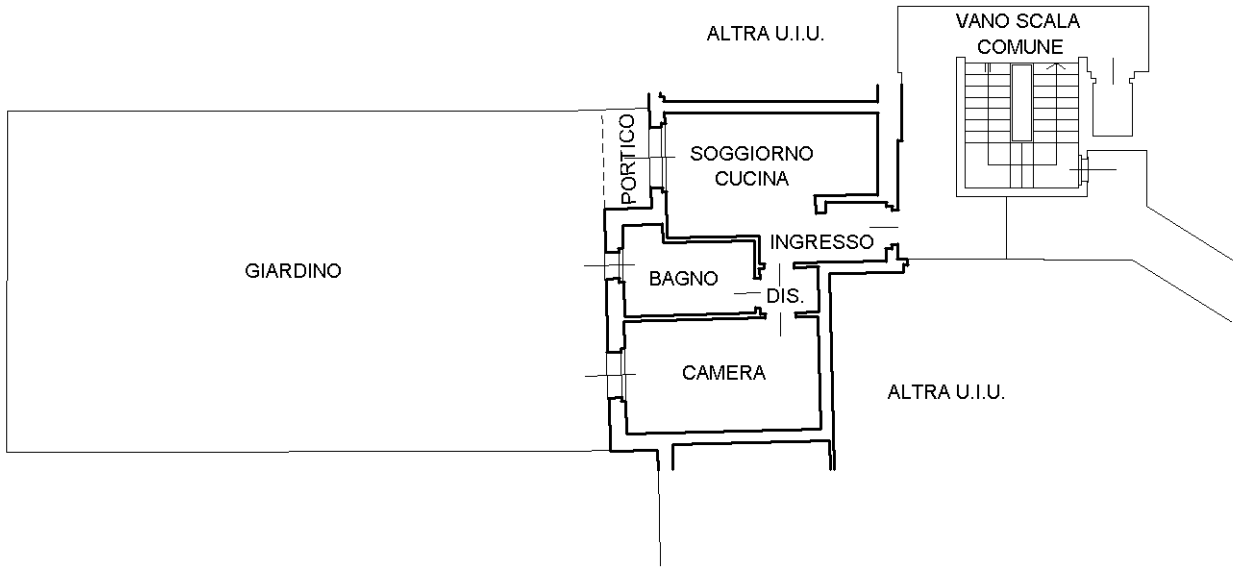 VANO SCALA
COMUNE
ALTRA U.I.U.
PORTICO
SOGGIORNO
CUCINA
INGRESSO
GIARDINO
BAGNO
DIS.
CAMERA
ALTRA U.I.U.